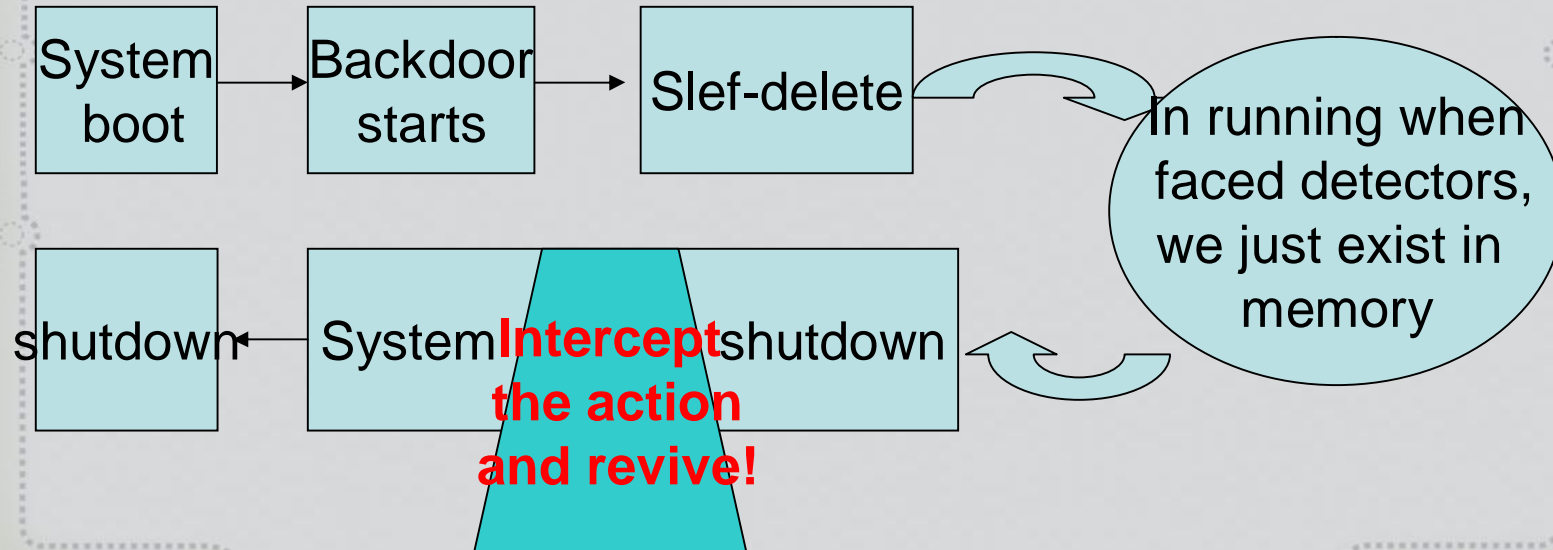 System
boot
Backdoor
starts
Slef-delete
In running when
faced detectors,
we just exist in
memory
shutdown
System
Intercept
the action
and revive!
shutdown